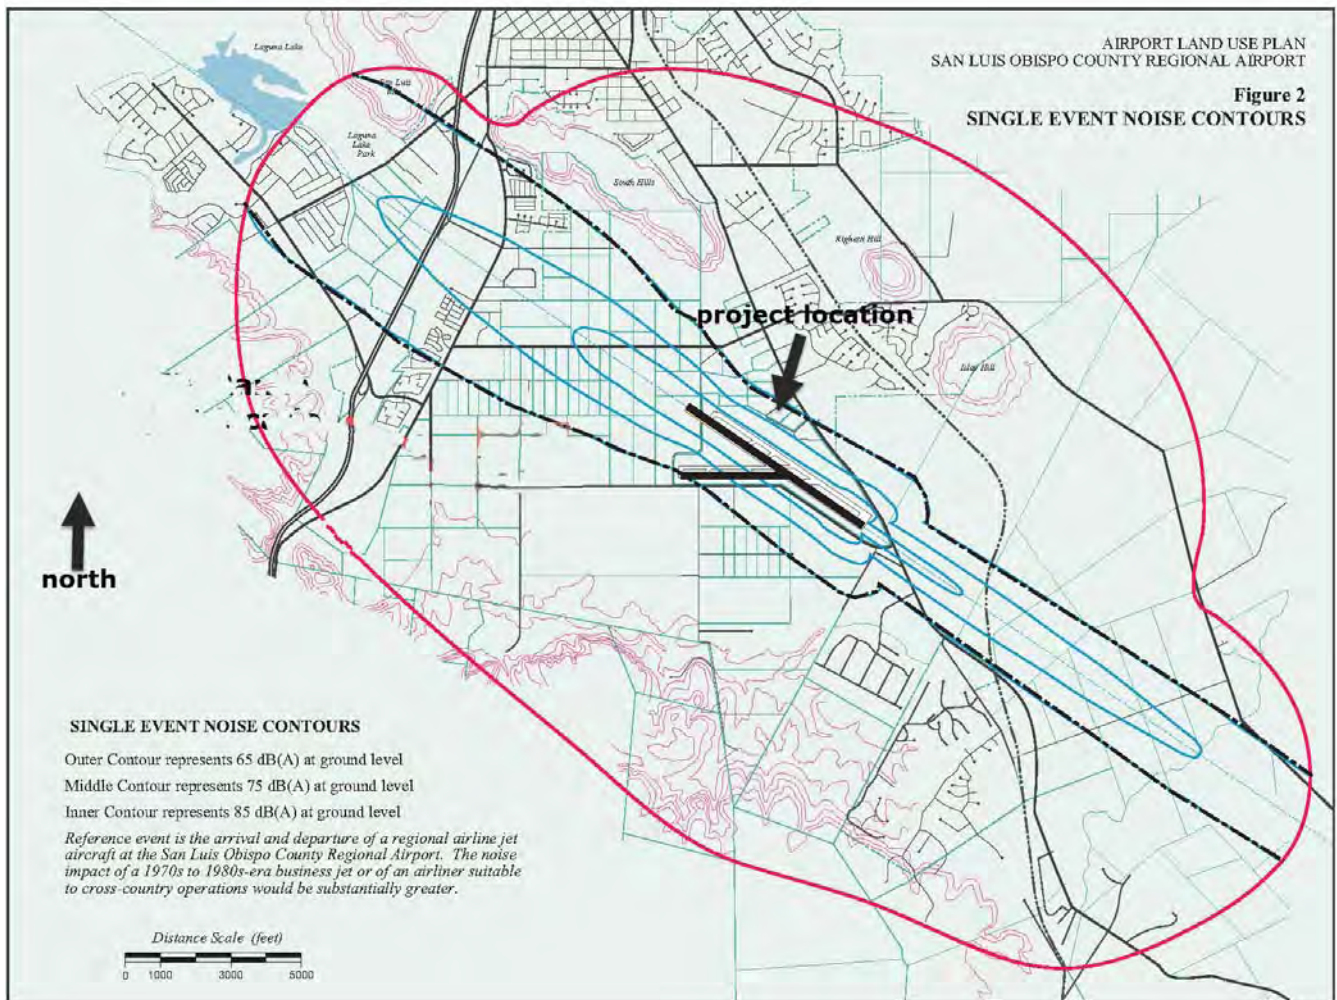 AIRPORT LAND USE PLAN
SAN LUIS OBISPO COUNTY REGIONAL AIRPORT
Figure 2
SINGLE EVENT NOISE CONTOURS
Laguna Lake
San Luis
Laguna
Lake
Park
South Hills
Righetti Hill
project location
Islay Hill
north
SINGLE EVENT NOISE CONTOURS
Outer Contour represents 65 dB(A) at ground level
Middle Contour represents 75 dB(A) at ground level
Inner Contour represents 85 dB(A) at ground level
Reference event is the arrival and departure of a regional airline jet
aircraft at the San Luis Obispo County Regional Airport. The noise
impact of a 1970s to 1980s-era business jet or of an airliner suitable
to cross-country operations would be substantially greater.
Distance Scale (feet)
0 1000 3000 5000